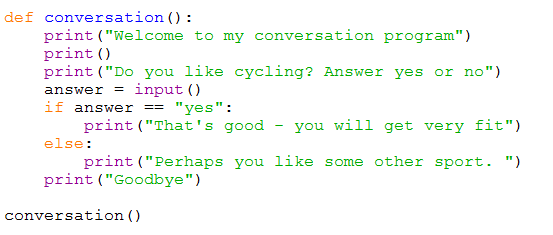 def conversation():
    print("Welcome to my conversation program")
    print()
    print("Do you like cycling? Answer yes or no")
    answer = input()
    if answer == "yes":
        print("That's good - you will get very fit")
    else:
        print("Perhaps you like some other sport. ")
    print("Goodbye")

conversation()